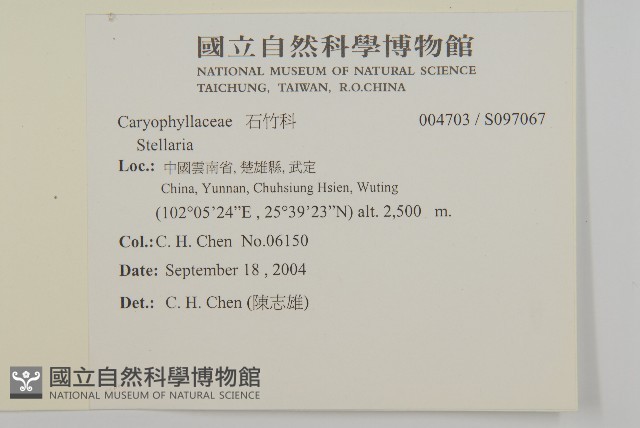 國立自然科學博物館
NATIONAL MUSEUM OF NATURAL SCIENCE
TAICHUNG, TAIWAN, R.O.CHINA
Caryophyllaceae 石竹科 004703 / S097067
Stellaria
Loc.: 中國雲南省, 楚雄縣, 武定
China, Yunnan, Chuhsiung Hsien, Wuting
(102°05’24”E , 25°39’23”N) alt. 2,500 m.
Col.: C. H. Chen No.06150
Date: September 18 , 2004
Det.: C. H. Chen (陳志雄)
國立自然科學博物館
NATIONAL MUSEUM OF NATURAL SCIENCE